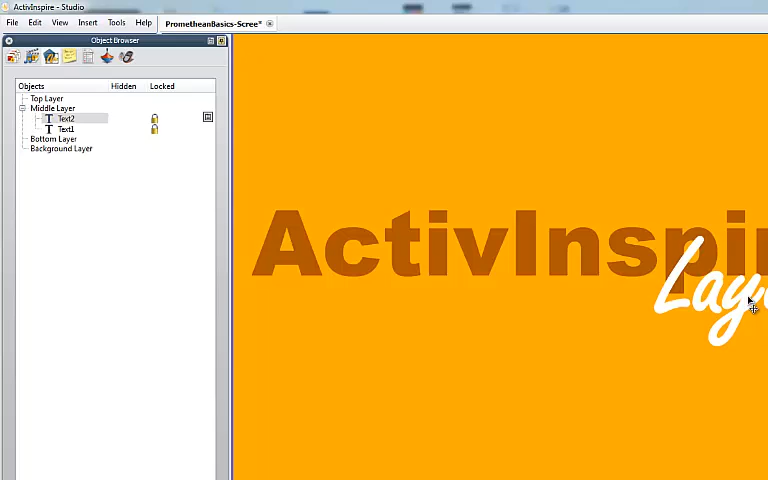 ActivInspire - Studio
File Edit View Insert Tools Help PrometheanBasics-Scree*
Object Browser
Objects Hidden Locked
Top Layer
Middle Layer
Text2
Text1
Bottom Layer
Background Layer
ActivInspi
Lay